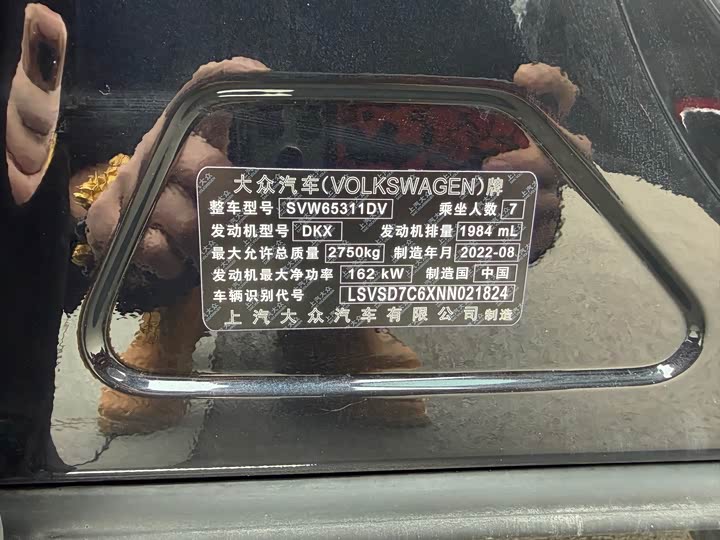 大众汽车(VOLKSWAGEN)牌
整车型号 SVW65311DV 乘坐人数 7
发动机型号 DKX 发动机排量 1984 mL
最大允许总质量 2750kg 制造年月 2022-08
发动机最大净功率 162 kW 制造国 中国
车辆识别代号 LSVSD7C6XNN021824
上汽大众汽车有限公司 制造